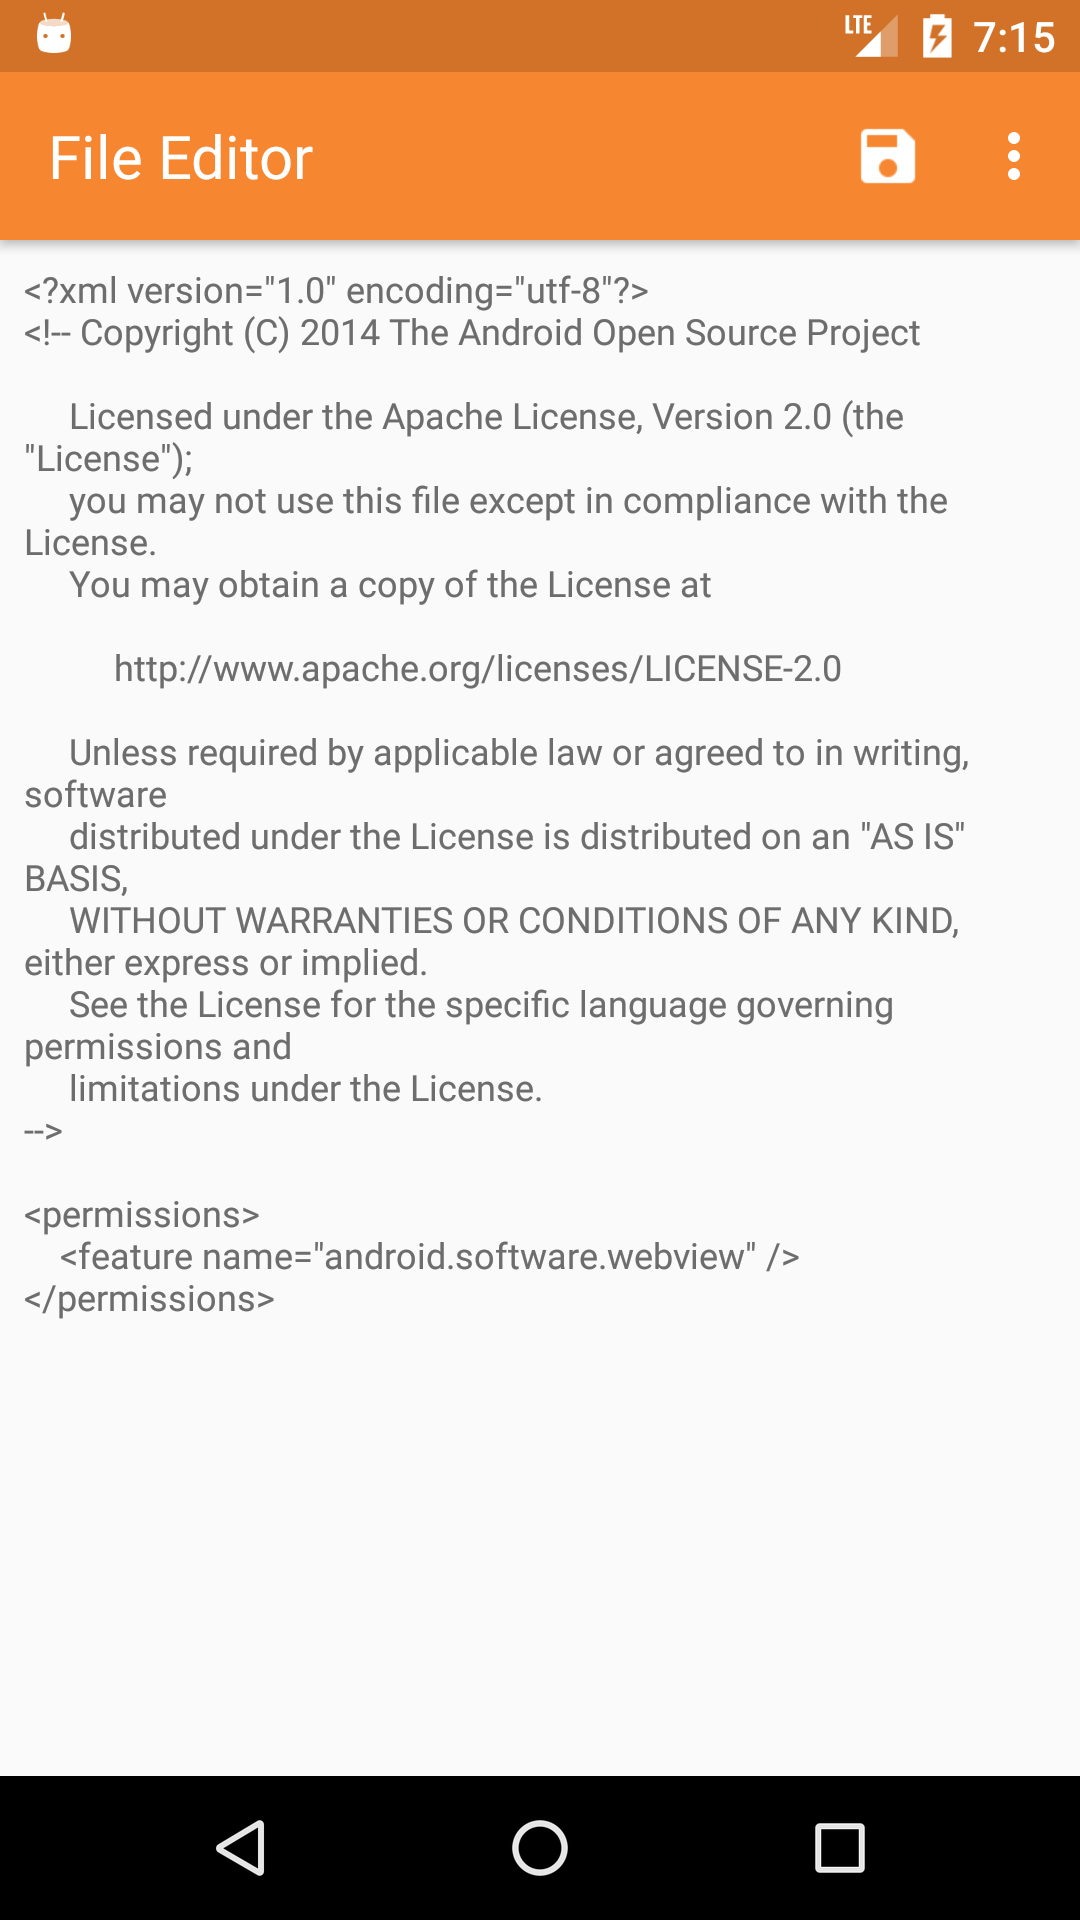 LTE 7:15
File Editor
<?xml version="1.0" encoding="utf-8"?>
<!-- Copyright (C) 2014 The Android Open Source Project
Licensed under the Apache License, Version 2.0 (the
"License");
you may not use this file except in compliance with the
License.
You may obtain a copy of the License at
http://www.apache.org/licenses/LICENSE-2.0
Unless required by applicable law or agreed to in writing,
software
distributed under the License is distributed on an "AS IS"
BASIS,
WITHOUT WARRANTIES OR CONDITIONS OF ANY KIND,
either express or implied.
See the License for the specific language governing
permissions and
limitations under the License.
-->
<permissions>
<feature name="android.software.webview" />
</permissions>